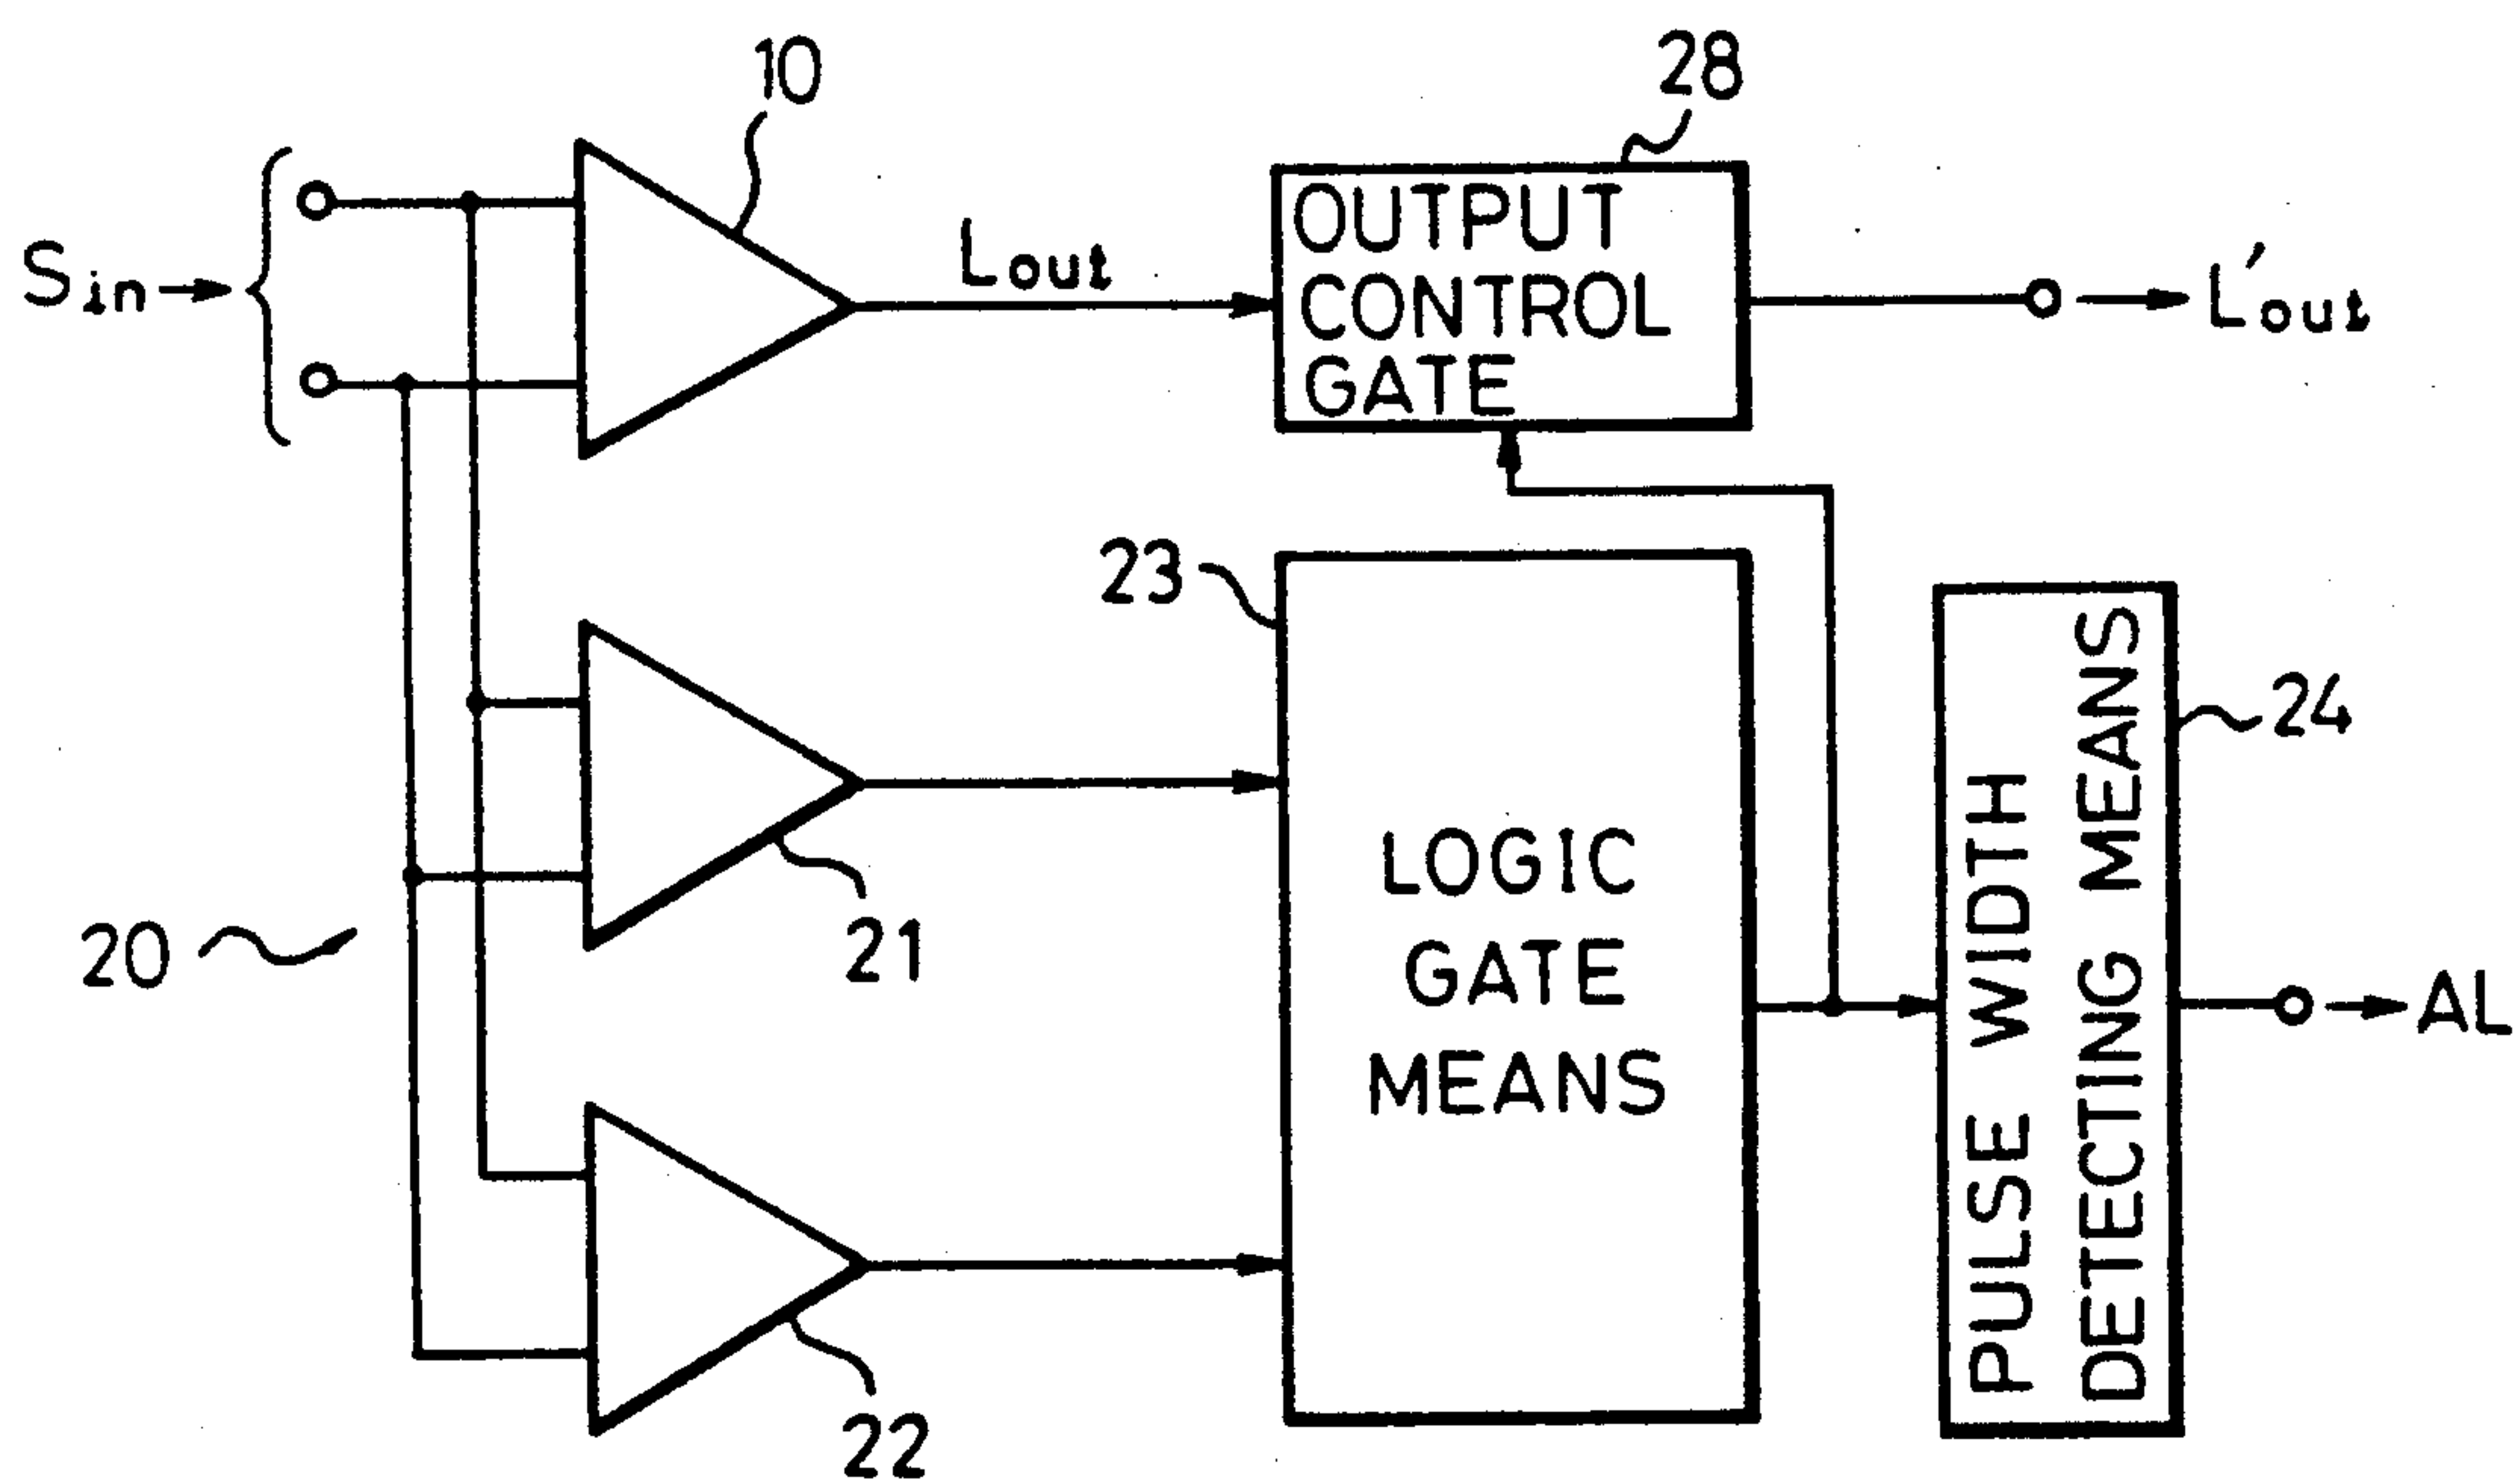 10
28
Sin
Lout
OUTPUT
CONTROL
GATE
L'out
23
24
LOGIC
GATE
MEANS
PULSE WIDTH
DETECTING MEANS
20
21
AL
22